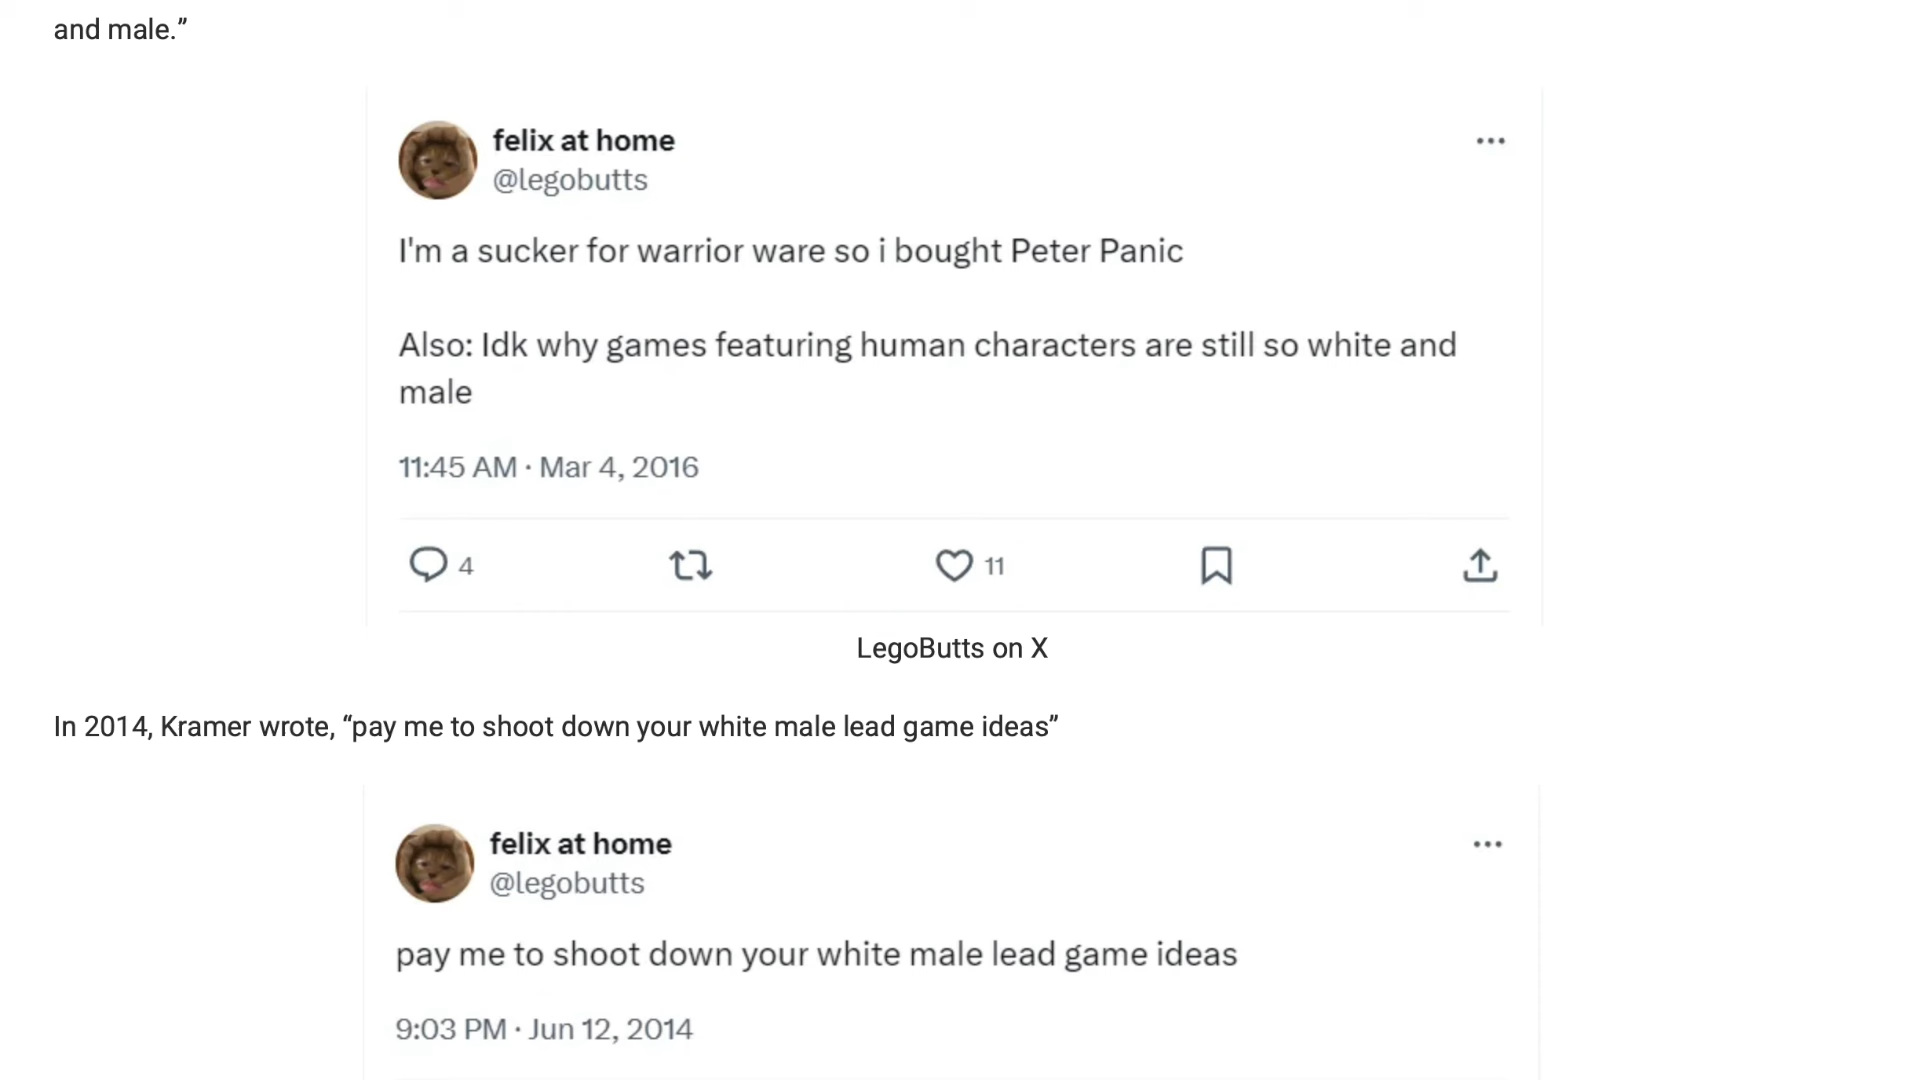 and male.”
felix at home
@legobutts
I'm a sucker for warrior ware so i bought Peter Panic
Also: Idk why games featuring human characters are still so white and
male
11:45 AM · Mar 4, 2016
4
11
LegoButts on X
In 2014, Kramer wrote, “pay me to shoot down your white male lead game ideas”
felix at home
@legobutts
pay me to shoot down your white male lead game ideas
9:03 PM · Jun 12, 2014